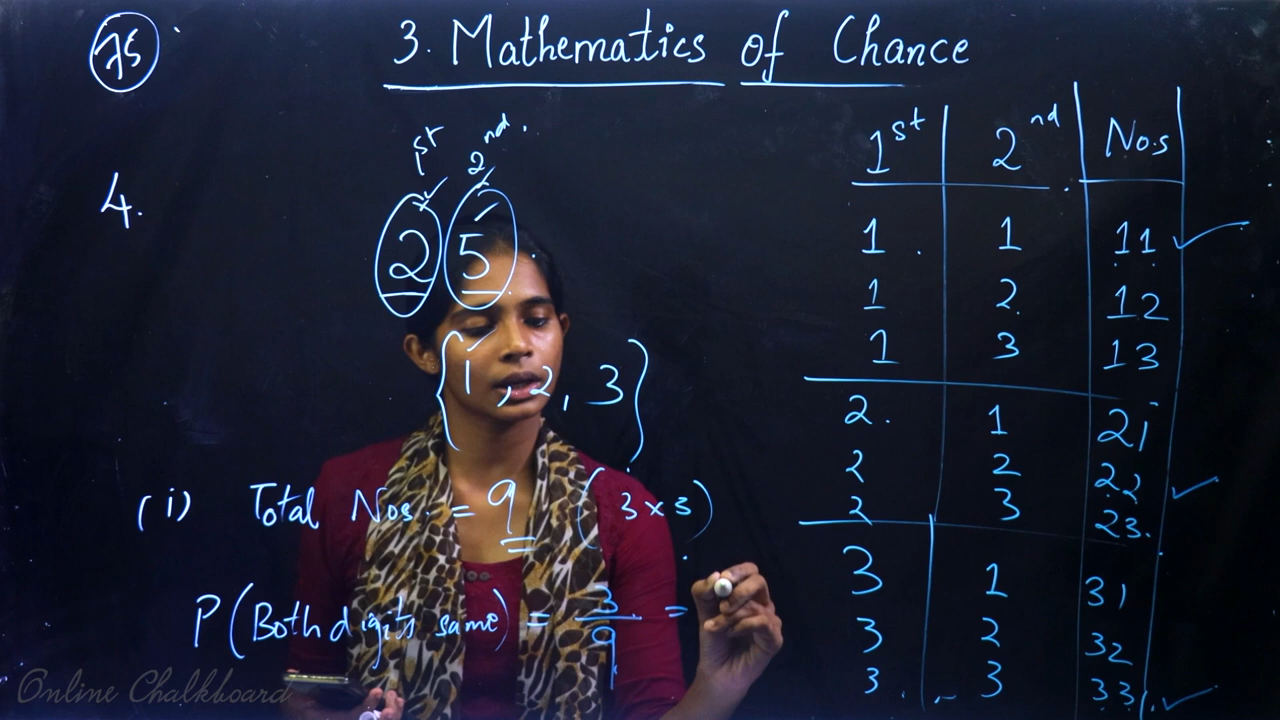 75
3. Mathematics of Chance
4.
1st 2nd
2 5
{1, 2, 3}
(i) Total Nos. = 9 (3 × 3)
P(Both digits same) = 3/9 =
1st 2nd Nos
1 1 11 ✓
1 2 12
1 3 13
2 1 21
2 2 22 ✓
2 3 23
3 1 31
3 2 32
3 3 33 ✓
Online Chalkboard